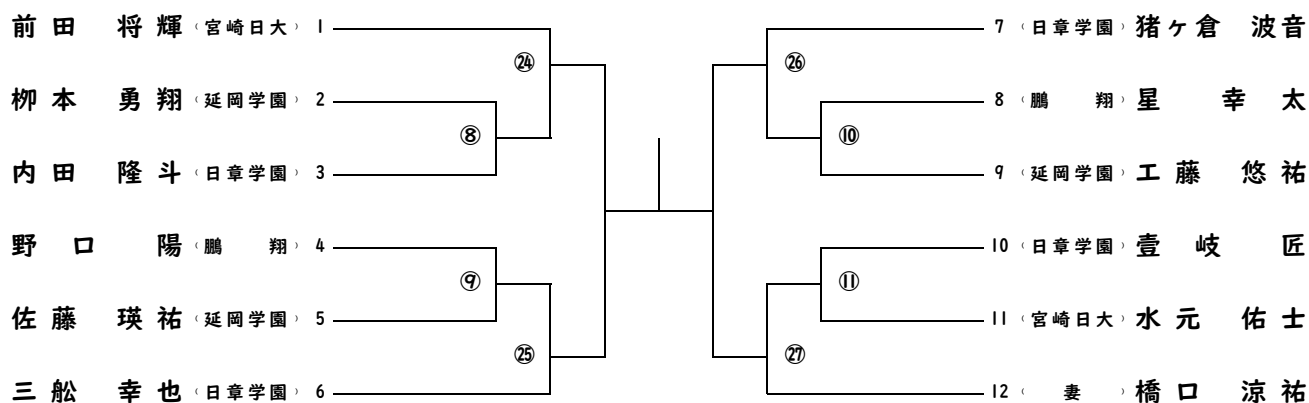 前田 将輝 (宮崎日大) 1
栁本 勇翔 (延岡学園) 2
内田 隆斗 (日章学園) 3
野口 陽 (鵬 翔) 4
佐藤 瑛祐 (延岡学園) 5
三舩 幸也 (日章学園) 6
㉔
⑧
⑨
㉕
7 (日章学園) 猪ヶ倉 波音
8 (鵬 翔) 星 幸太
9 (延岡学園) 工藤 悠祐
10 (日章学園) 壹岐 匠
11 (宮崎日大) 水元 佑士
12 ( 妻 ) 橋口 涼祐
㉖
⑩
⑪
㉗